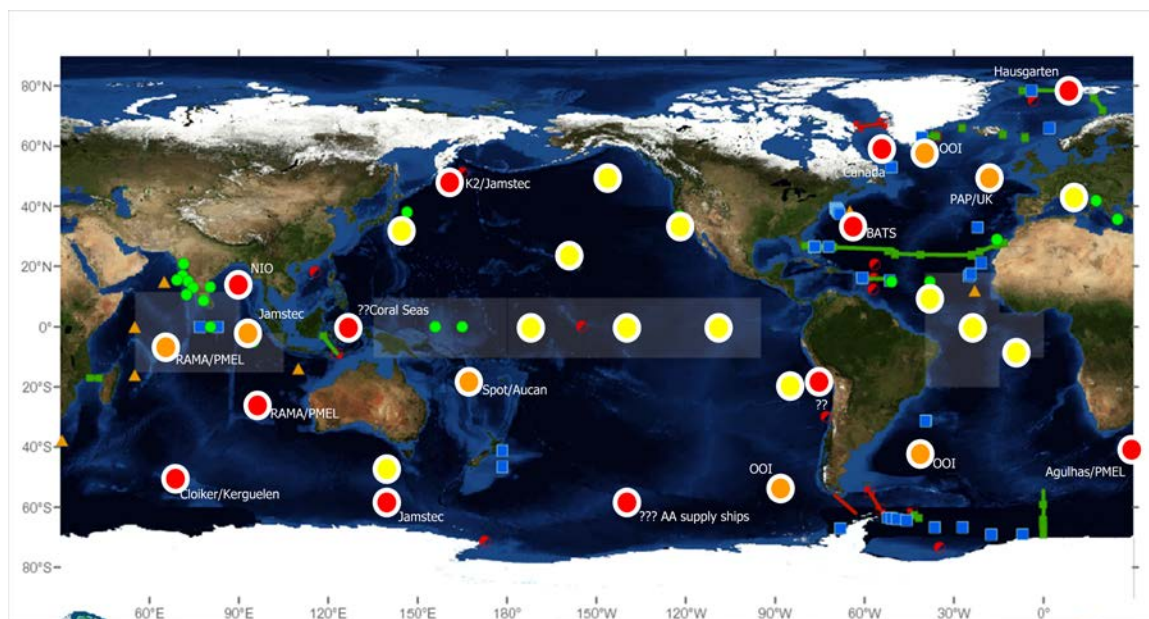 Hausgarten
80°N
OOI
60°N
Canada
K2/Jamstec
PAP/UK
40°N
BATS
NIO
20°N
Jamstec
??Coral Seas
0°
RAMA/PMEL
20°S
Spot/Aucan
??
RAMA/PMEL
40°S
OOI
OOI
Agulhas/PMEL
Cloiker/Kerguelen
60°S
Jamstec
??? AA supply ships
80°S
60°E 90°E 120°E 150°E 180° 150°W 120°W 90°W 60°W 30°W 0°